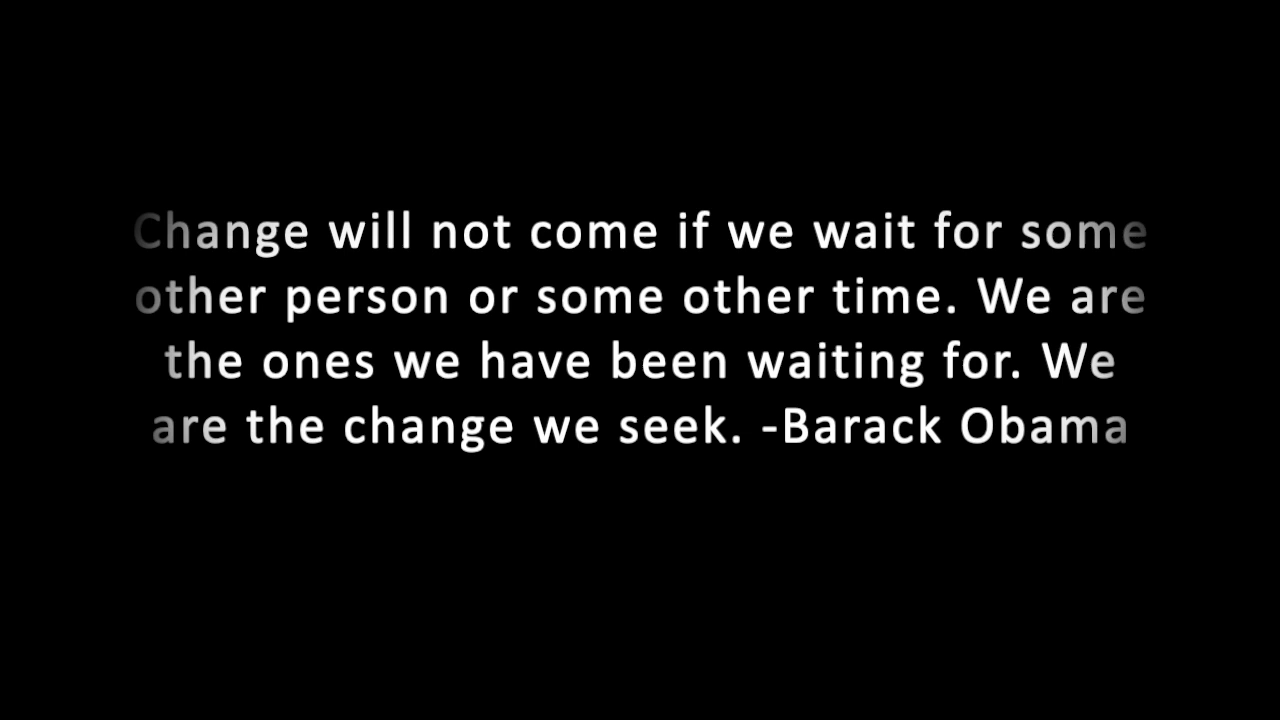 Change will not come if we wait for some
other person or some other time. We are
the ones we have been waiting for. We
are the change we seek. -Barack Obama